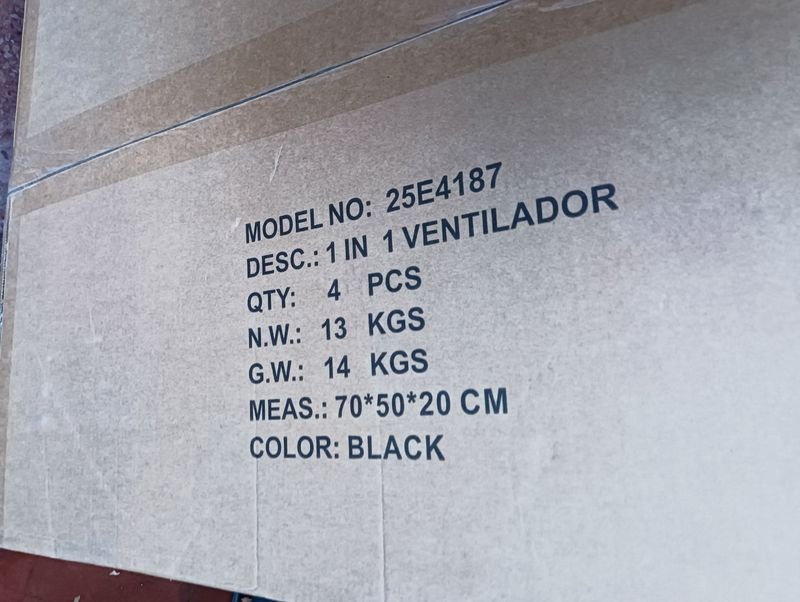 MODEL NO: 25E4187
DESC.: 1 IN 1 VENTILADOR
QTY: 4 PCS
N.W.: 13 KGS
G.W.: 14 KGS
MEAS.: 70*50*20 CM
COLOR: BLACK